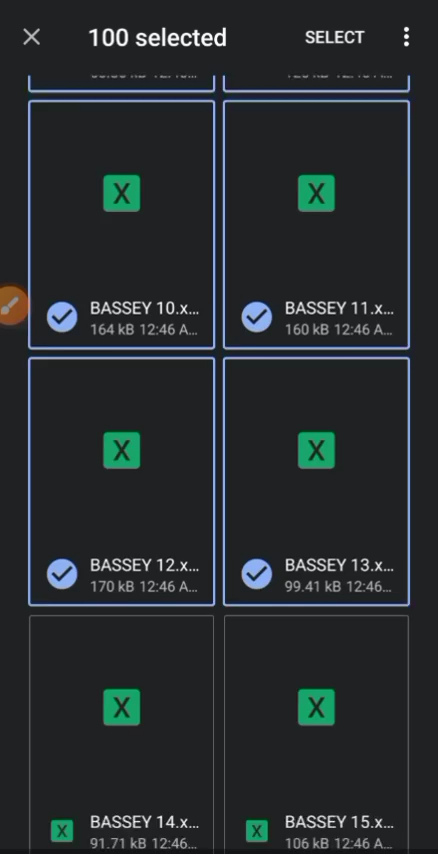 100 selected SELECT
BASSEY 10.x... BASSEY 11.x...
164 kB 12:46 A... 160 kB 12:46 A...
BASSEY 12.x... BASSEY 13.x...
170 kB 12:46 A... 99.41 kB 12:46...
X X
BASSEY 14.x... BASSEY 15.x...
91.71 kB 12:46... 106 kB 12:46 A...